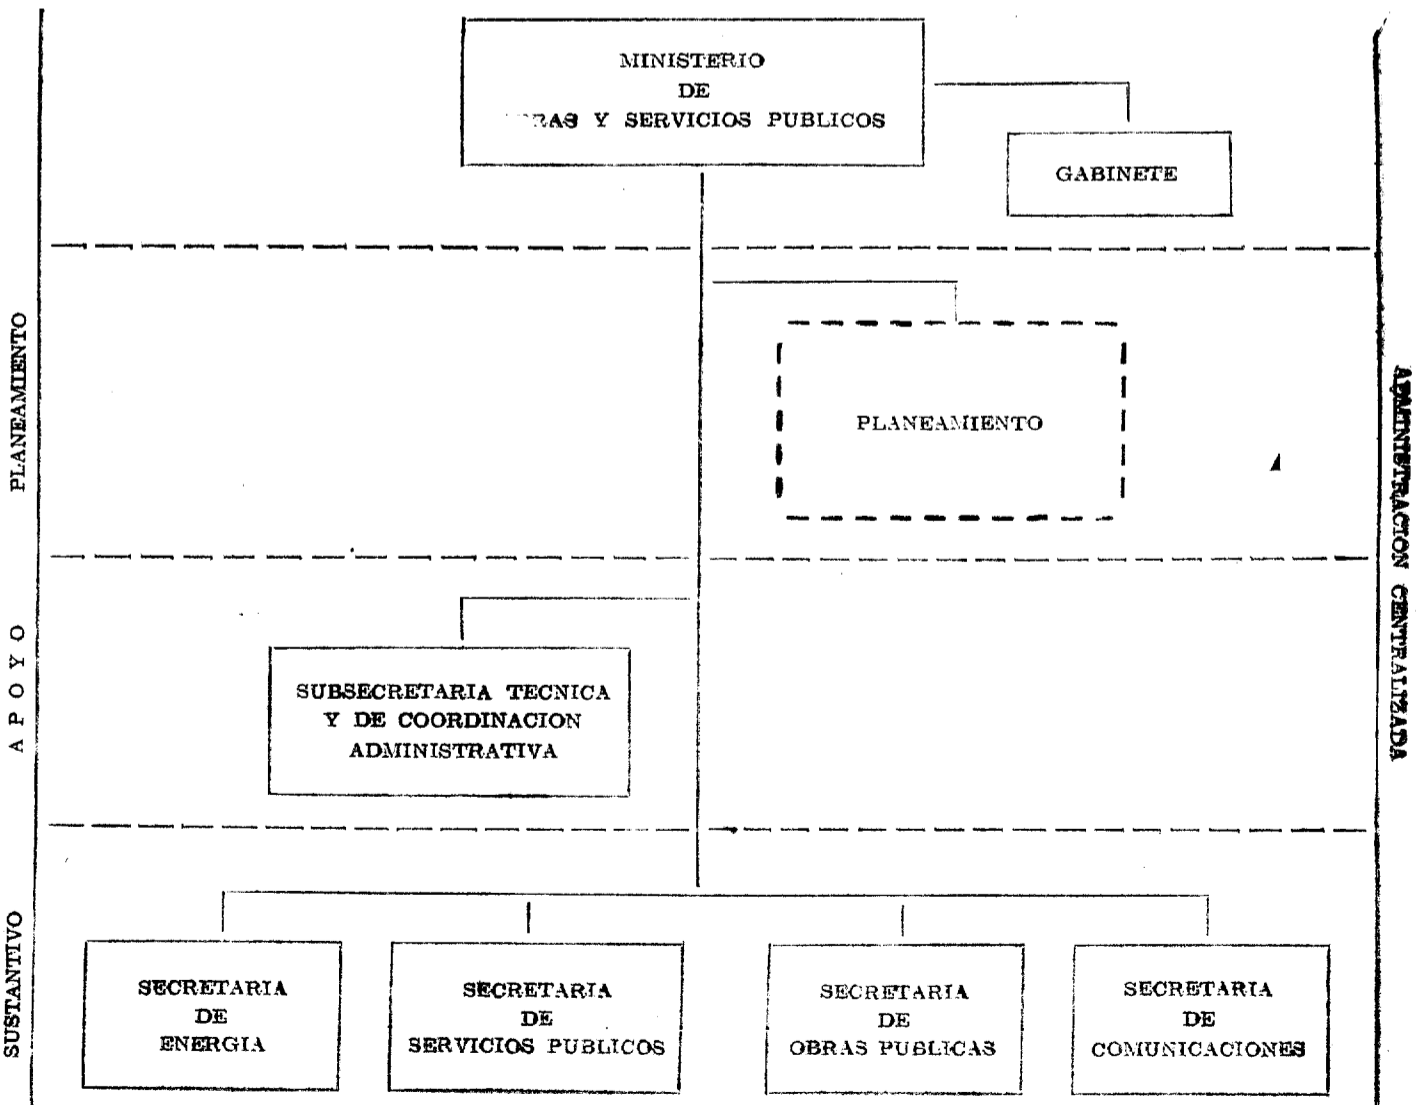 MINISTERIO
DE
Y SERVICIOS PUBLICOS
GABINETE
PLANEAMIENTO
PLANEAMIENTO
APOYO
SUBSECRETARIA TECNICA
Y DE COORDINACION
ADMINISTRATIVA
SUSTANTIVO
SECRETARIA
DE
ENERGIA
SECRETARIA
DE
SERVICIOS PUBLICOS
SECRETARIA
DE
OBRAS PUBLICAS
SECRETARIA
DE
COMUNICACIONES
CENTRALIZADA